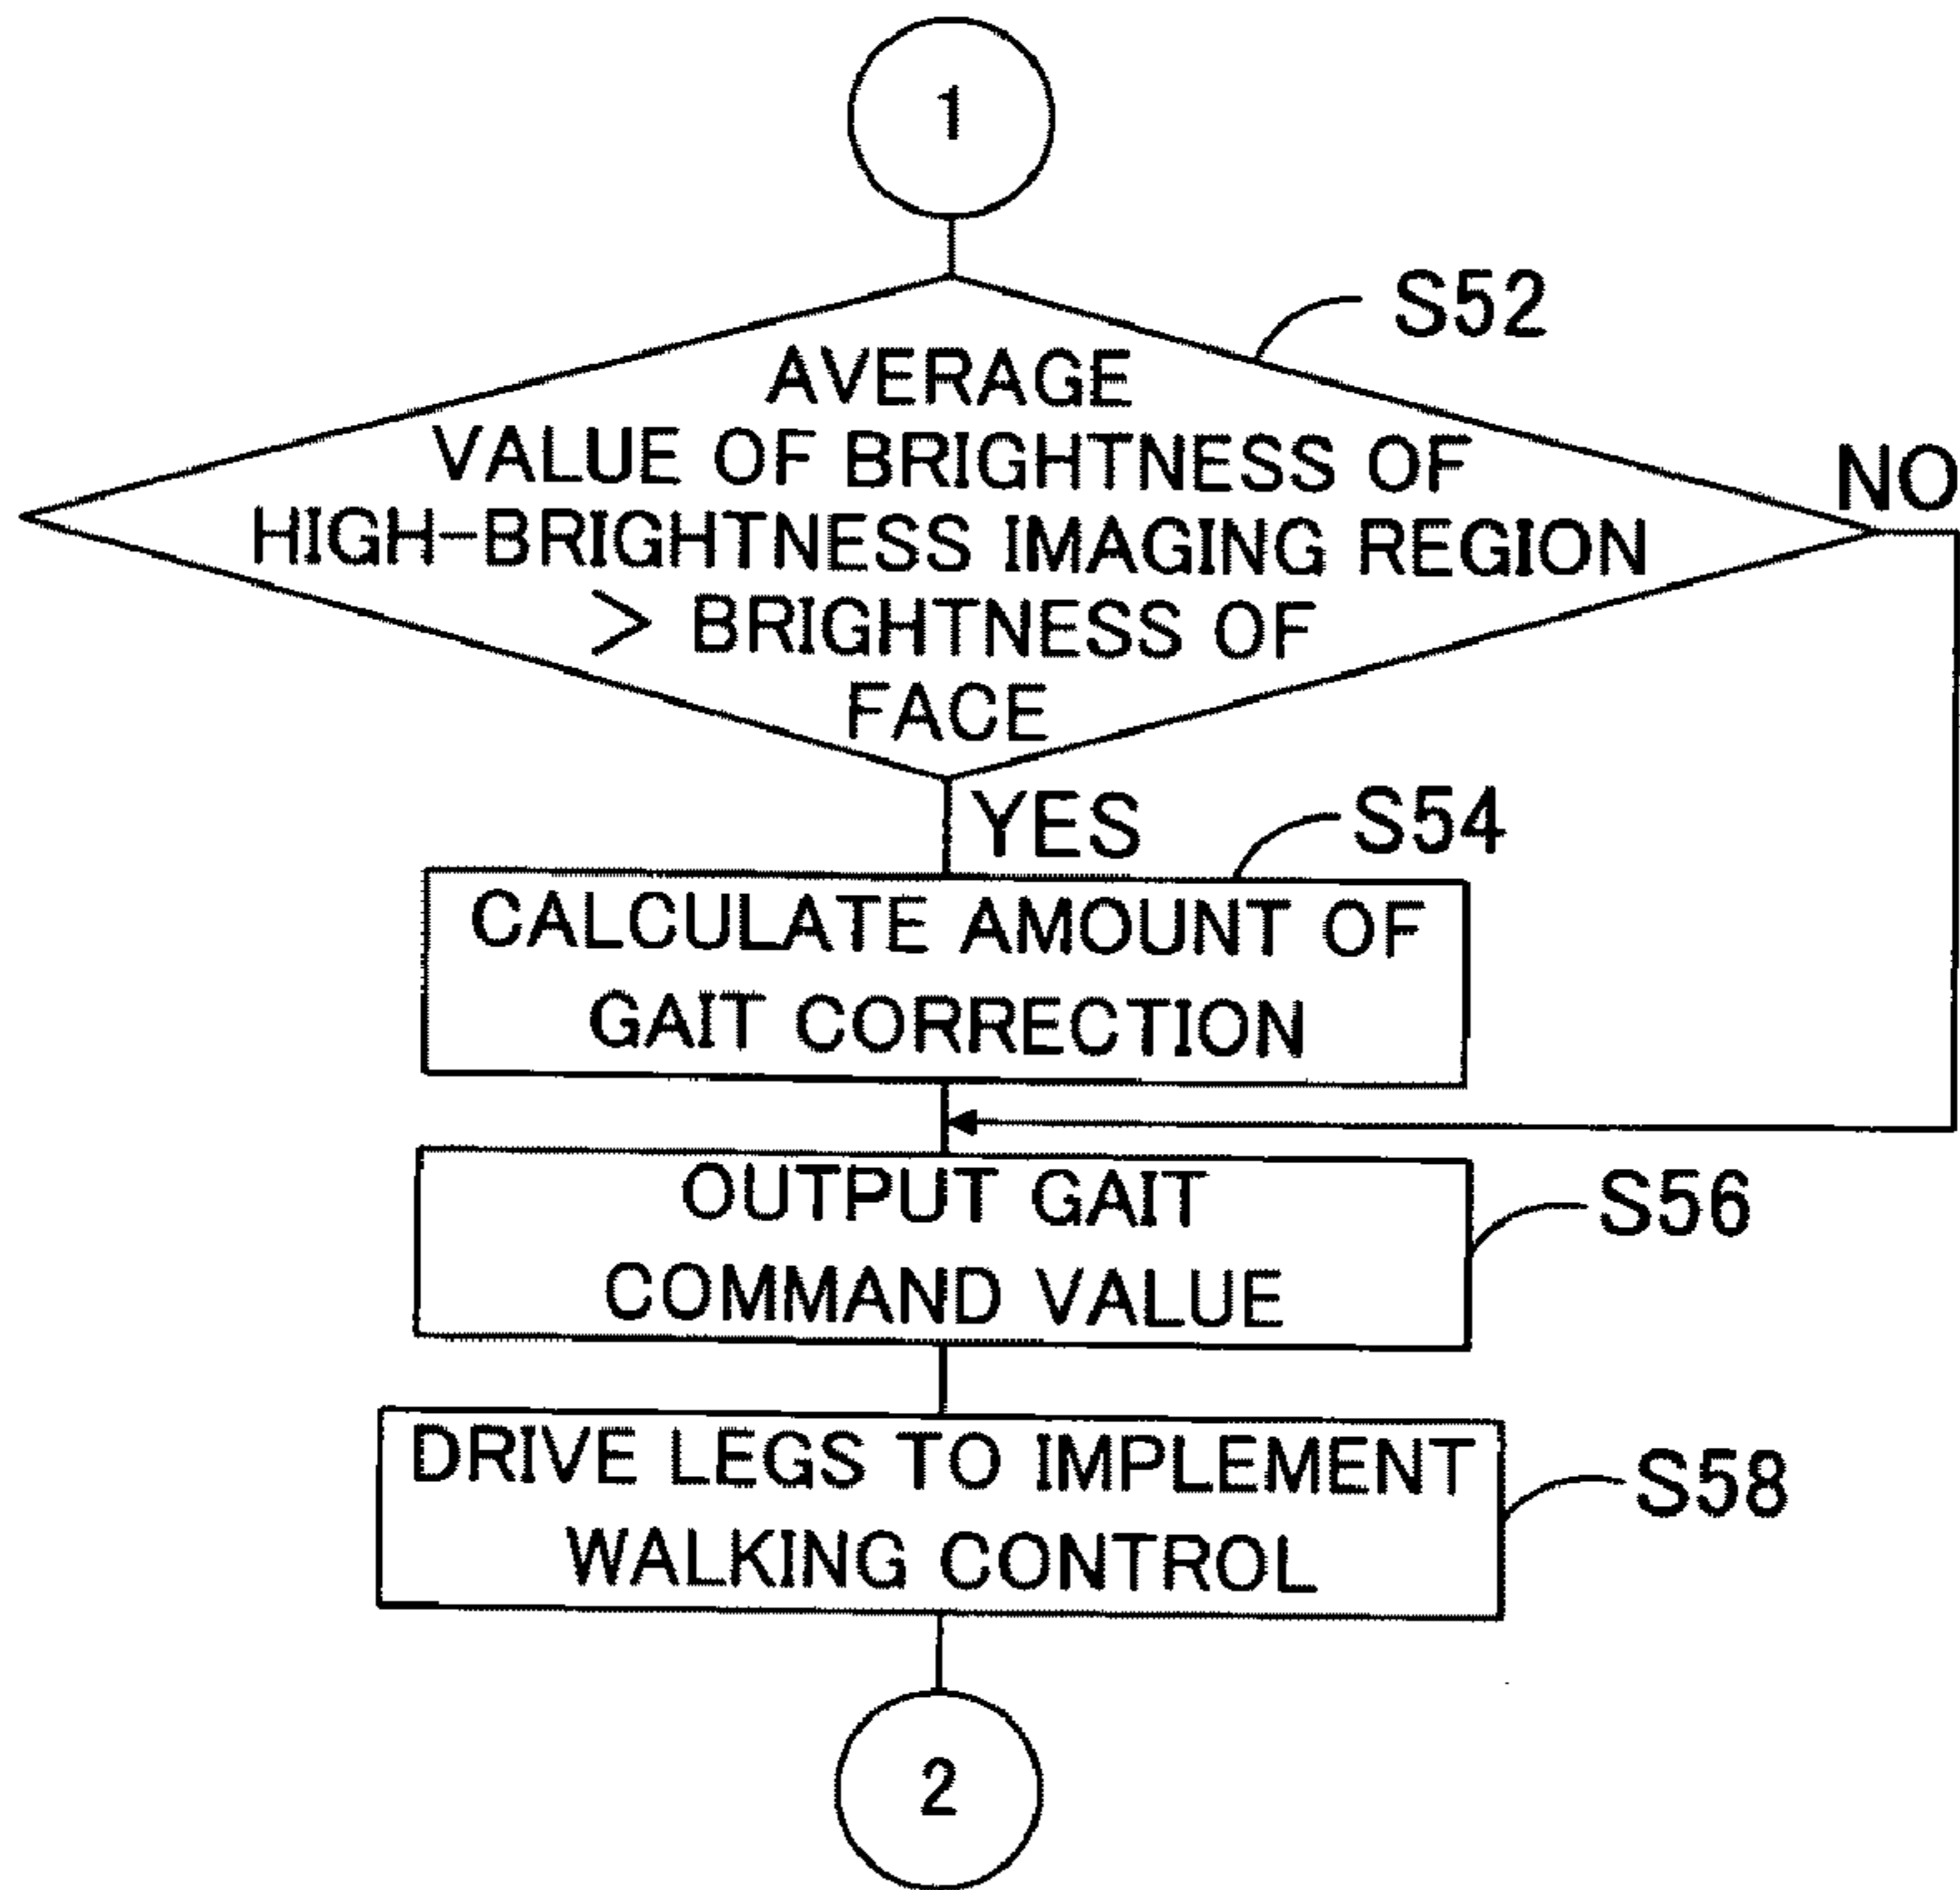 1
S52
AVERAGE
VALUE OF BRIGHTNESS OF
HIGH-BRIGHTNESS IMAGING REGION
> BRIGHTNESS OF
FACE
NO
YES
S54
CALCULATE AMOUNT OF
GAIT CORRECTION
OUTPUT GAIT
COMMAND VALUE
S56
DRIVE LEGS TO IMPLEMENT
WALKING CONTROL
S58
2